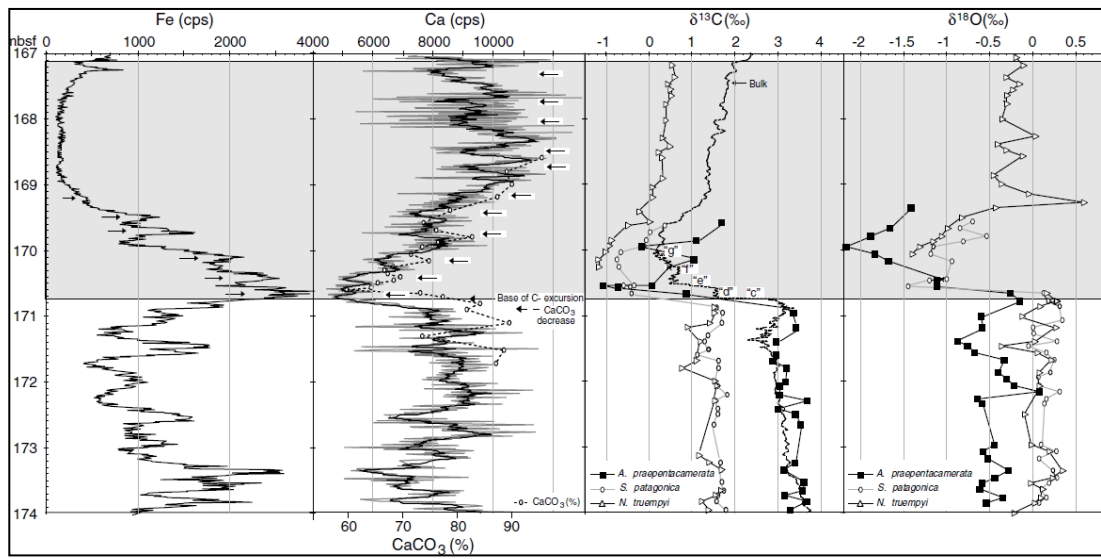 Fe (cps) Ca (cps) δ¹³C(‰) δ¹⁸O(‰)
nbsf 0 1000 2000 3000 4000 6000 8000 10000 -1 0 1 2 3 4 -2 -1.5 -1 -0.5 0 0.5
167
Bulk
168
169
170
"g"
"f"
"e"
"d" "c"
Base of C- excursion
CaCO₃
decrease
171
172
173
A. praepentacamerata A. praepentacamerata
S. patagonica S. patagonica
CaCO₃(%) N. truempyi N. truempyi
174
60 70 80 90
CaCO₃ (%)